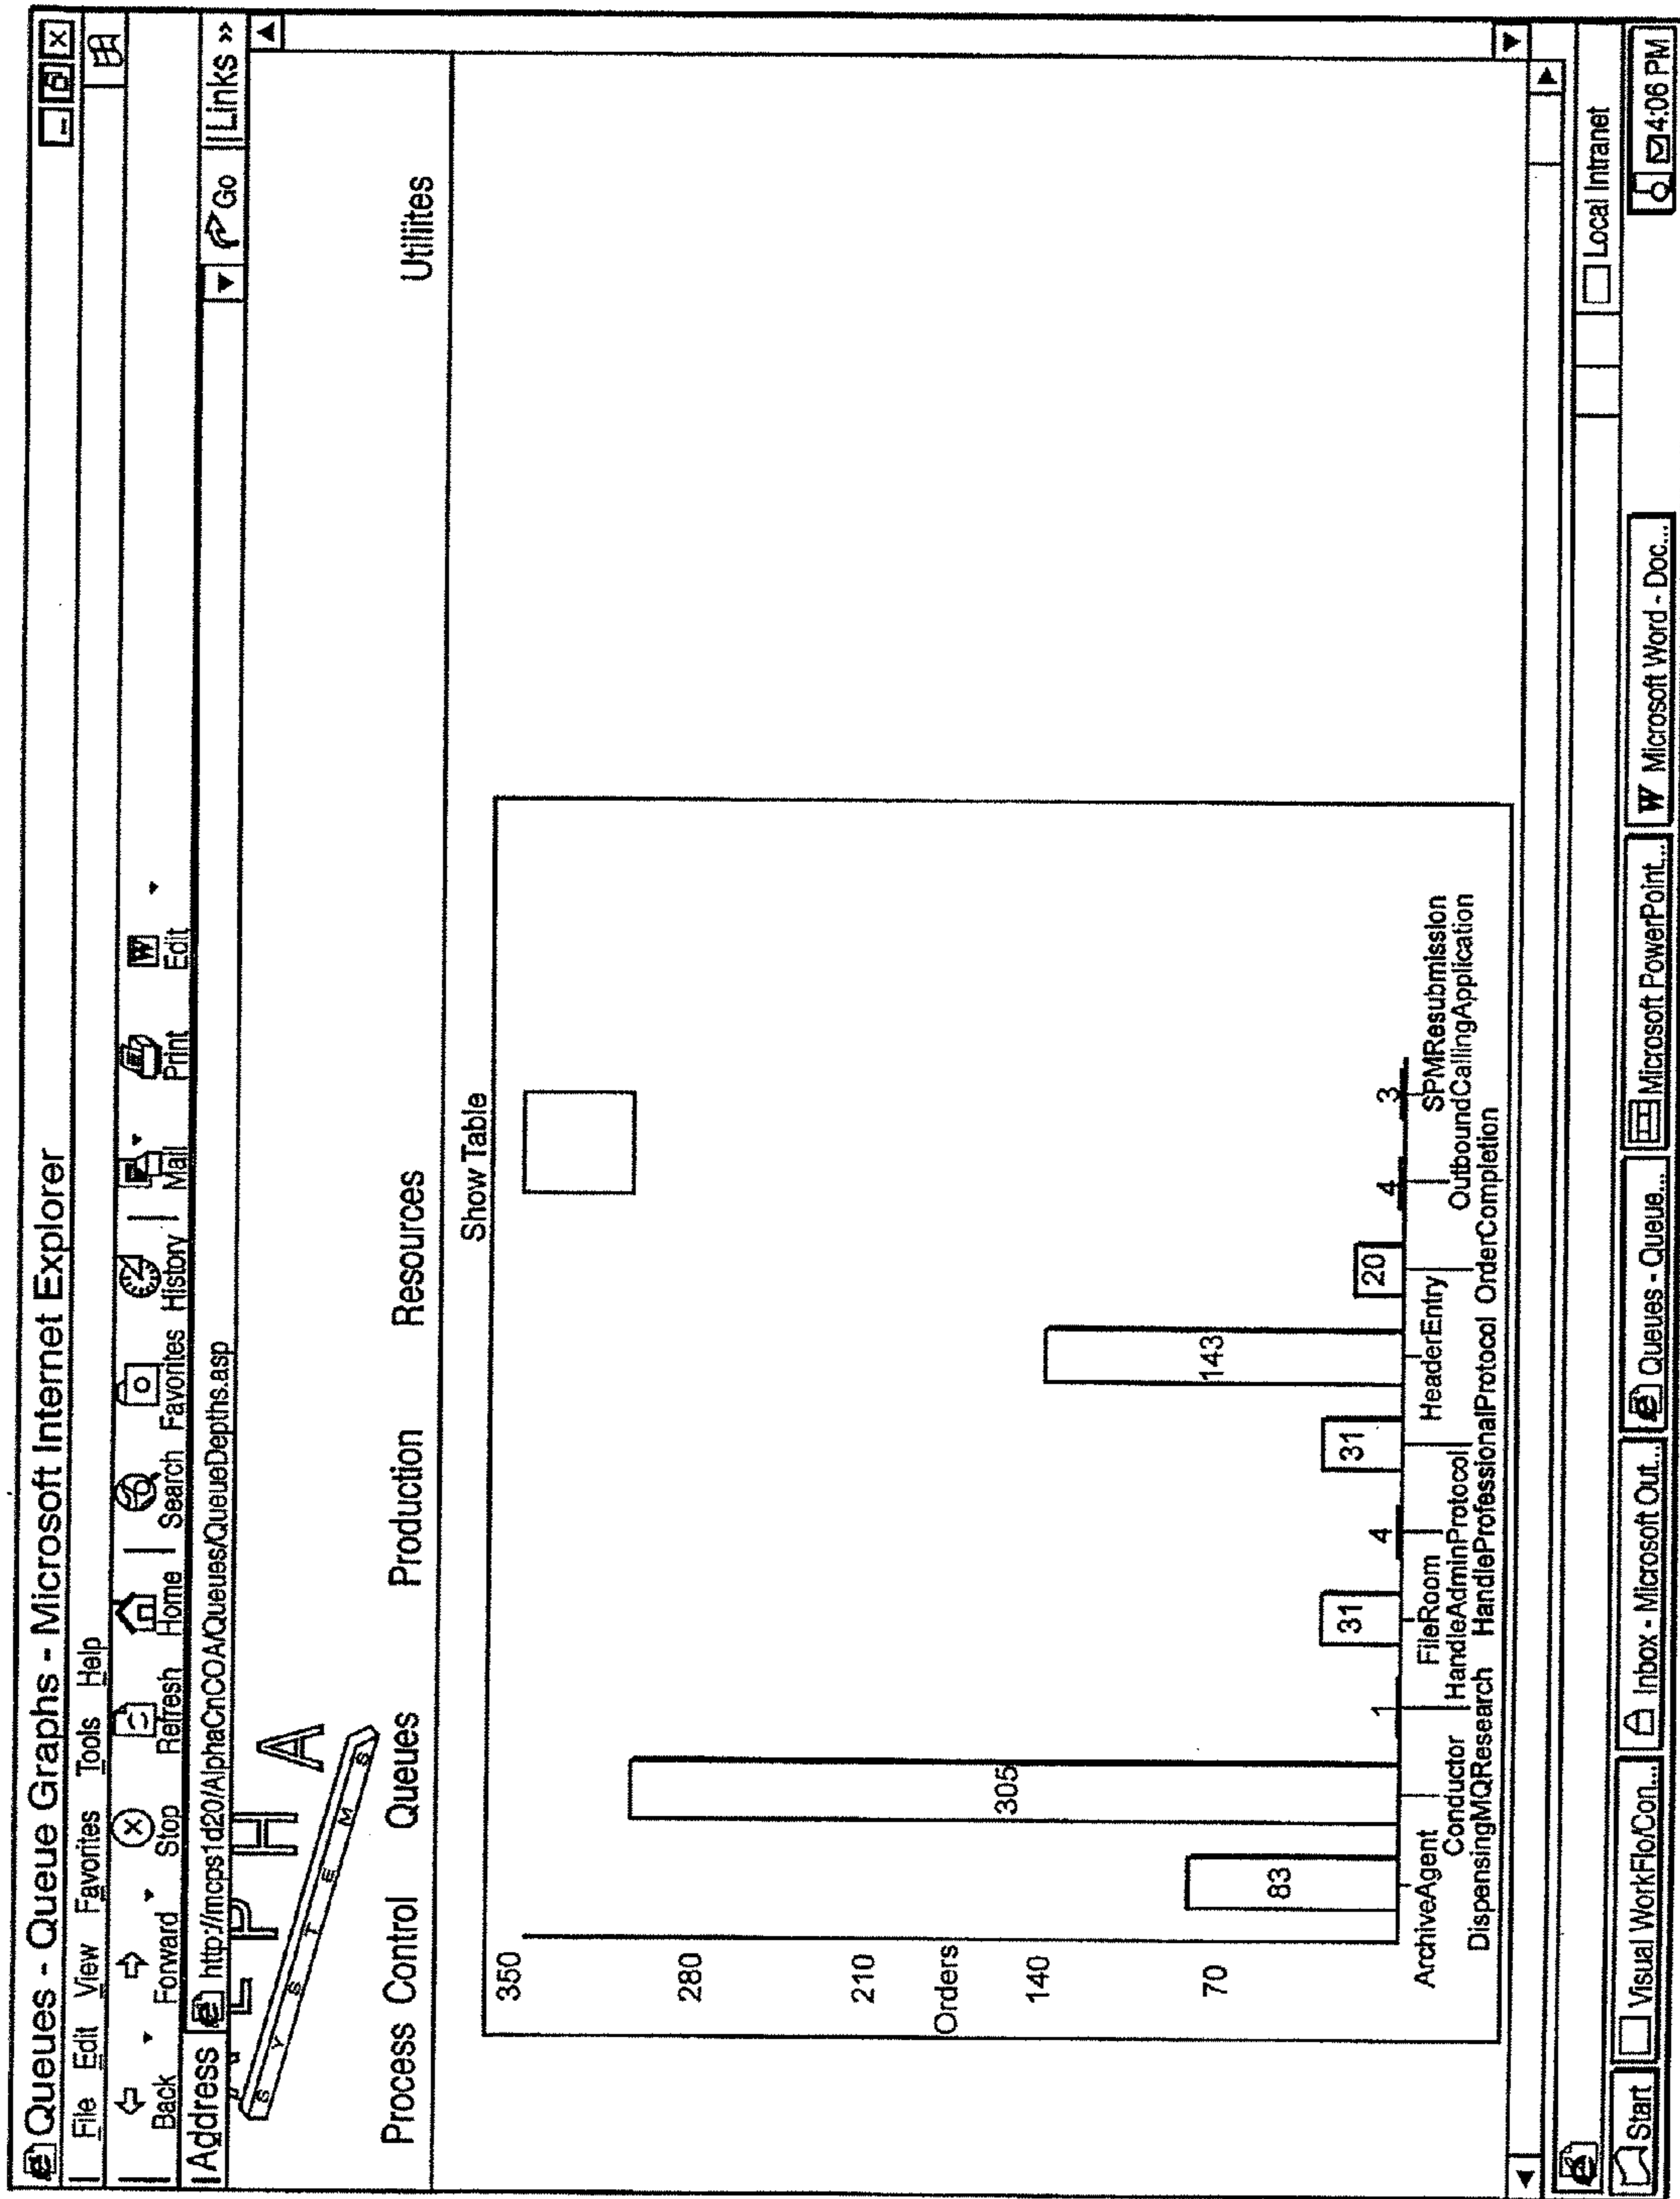 Queues - Queue Graphs - Microsoft Internet Explorer
File Edit View Favorites Tools Help
Back Forward Stop Refresh Home Search Favorites History Mail Print Edit
Address http://mcps1d20/AlphaCnCOA/Queues/QueueDepths.asp Go Links »
L P H A
SYSTEMS
Process Control Queues Production Resources Utiliites
Show Table
350
280
210
Orders
140
70
83 305 1 31 4 31 143 20 4 3
ArchiveAgent FileRoom HeaderEntry SPMResubmission
Conductor HandleAdminProtocol OutboundCallingApplication
DispensingMQResearch HandleProfessionalProtocol OrderCompletion
Local Intranet
Start Visual WorkFlo/Con... Inbox - Microsoft Out... Queues - Queue... Microsoft PowerPoint... Microsoft Word - Doc... 4:06 PM